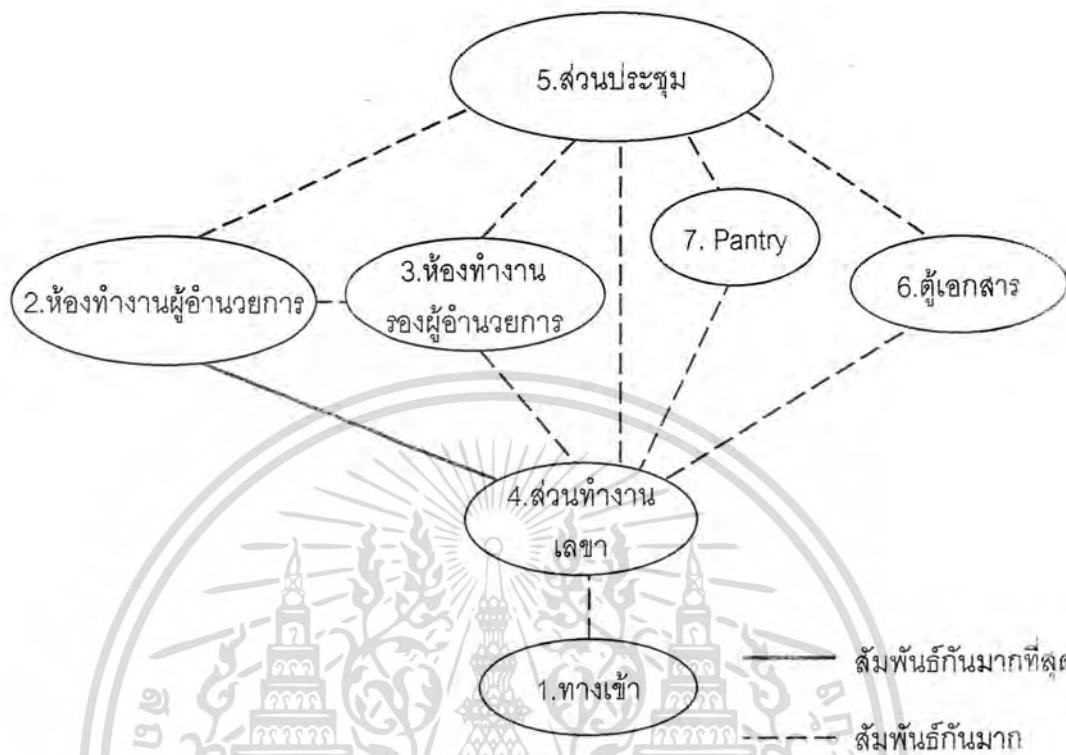 5.ส่วนประชุม
7. Pantry
3.ห้องทำงาน
รองผู้อำนวยการ
2.ห้องทำงานผู้อำนวยการ
6.ตู้เอกสาร
4.ส่วนทำงาน
เลขา
1.ทางเข้า
สัมพันธ์กันมากที่สุด
สัมพันธ์กันมาก